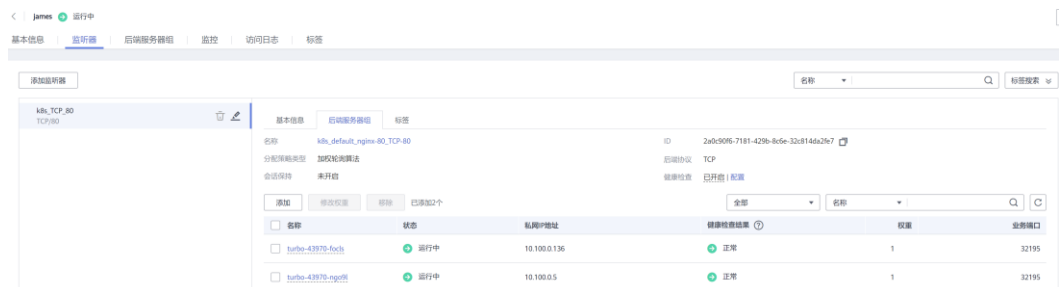 james 运行中
基本信息 监听器 后端服务器组 监控 访问日志 标签
添加监听器 名称 标签搜索
k8s_TCP_80
TCP/80
基本信息 后端服务器组 标签
名称 k8s_default_nginx-80_TCP-80 ID 2a0c90f6-7181-429b-8c6e-32c814da2fe7
分配策略类型 加权轮询算法 后端协议 TCP
会话保持 未开启 健康检查 已开启 | 配置
添加 修改权重 移除 已添加2个 全部 名称
名称 状态 私网IP地址 健康检查结果 权重 业务端口
turbo-43970-focls 运行中 10.100.0.136 正常 1 32195
运行中 10.100.0.5 正常 1 32195